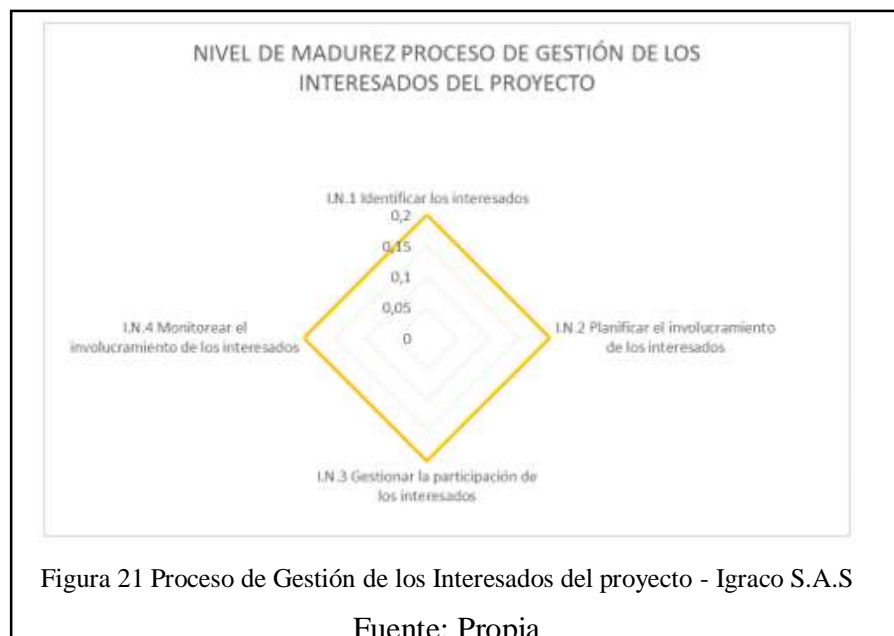 NIVEL DE MADUREZ PROCESO DE GESTIÓN DE LOS
INTERESADOS DEL PROYECTO
I.N.1 Identificar los interesados
0,2
0,15
0,1
0,05
0
I.N.4 Monitorear el
involucramiento de los interesados
I.N.2 Planificar el involucramiento
de los interesados
I.N.3 Gestionar la participación de
los interesados
Figura 21 Proceso de Gestión de los Interesados del proyecto - Igraco S.A.S
Fuente: Propia